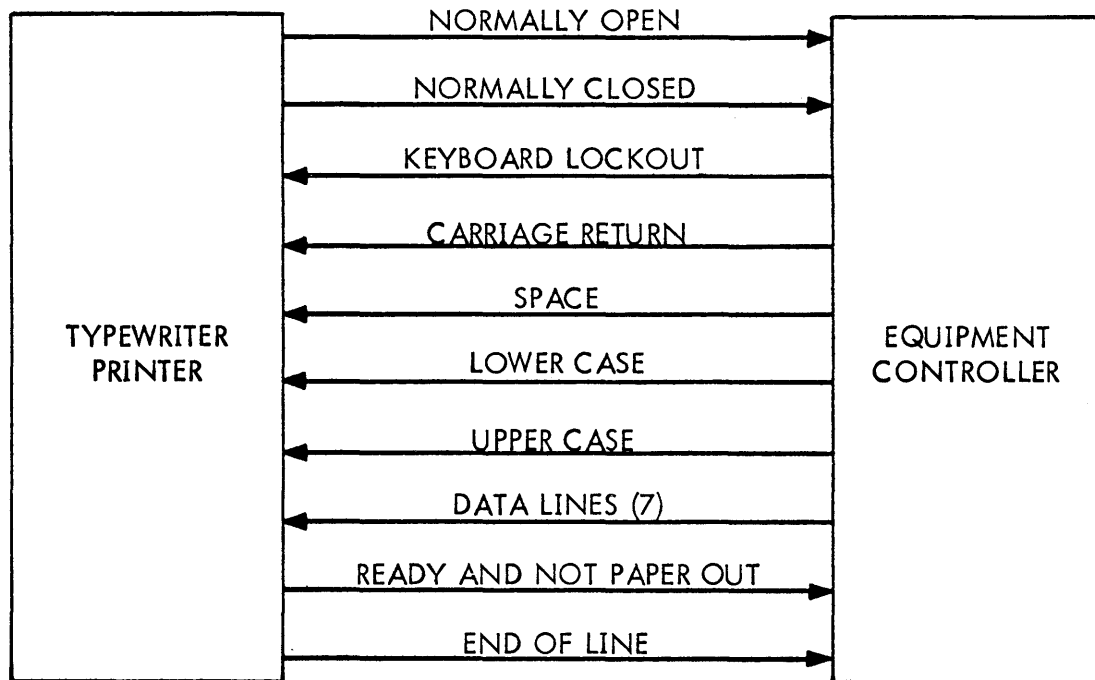 NORMALLY OPEN
NORMALLY CLOSED
KEYBOARD LOCKOUT
CARRIAGE RETURN
SPACE
TYPEWRITER
PRINTER
LOWER CASE
EQUIPMENT
CONTROLLER
UPPER CASE
DATA LINES (7)
READY AND NOT PAPER OUT
END OF LINE